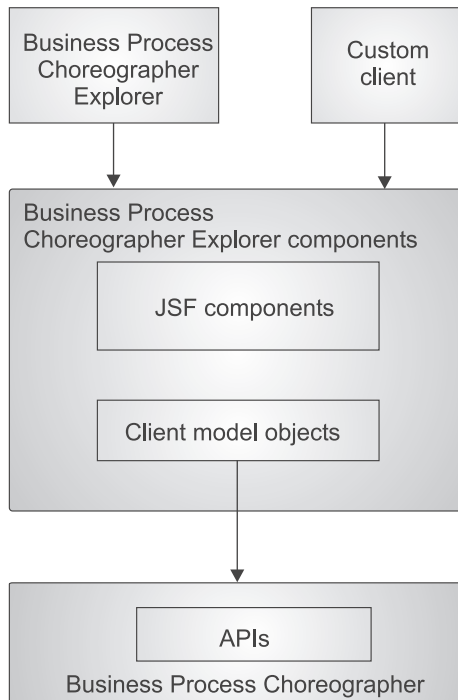 Business Process
Choreographer
Explorer
Custom
client
Business Process
Choreographer Explorer components
JSF components
Client model objects
APIs
Business Process Choreographer